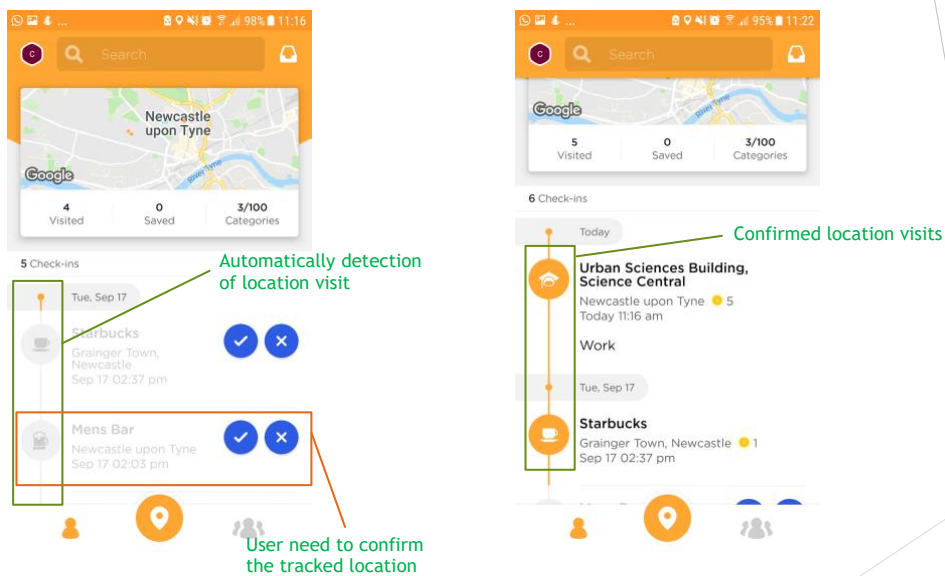 98% 11:16
C
Search
Newcastle
upon Tyne
River Tyne
Google
4
Visited
0
Saved
3/100
Categories
5 Check-ins
Tue, Sep 17
Starbucks
Grainger Town,
Newcastle
Sep 17 02:37 pm
Mens Bar
Newcastle upon Tyne
Sep 17 02:03 pm
Automatically detection
of location visit
User need to confirm
the tracked location
... 95% 11:22
C
Search
River Tyne
Google
5
Visited
0
Saved
3/100
Categories
6 Check-ins
Today
Urban Sciences Building,
Science Central
Newcastle upon Tyne 5
Today 11:16 am
Work
Tue, Sep 17
Starbucks
Grainger Town, Newcastle 1
Sep 17 02:37 pm
Confirmed location visits